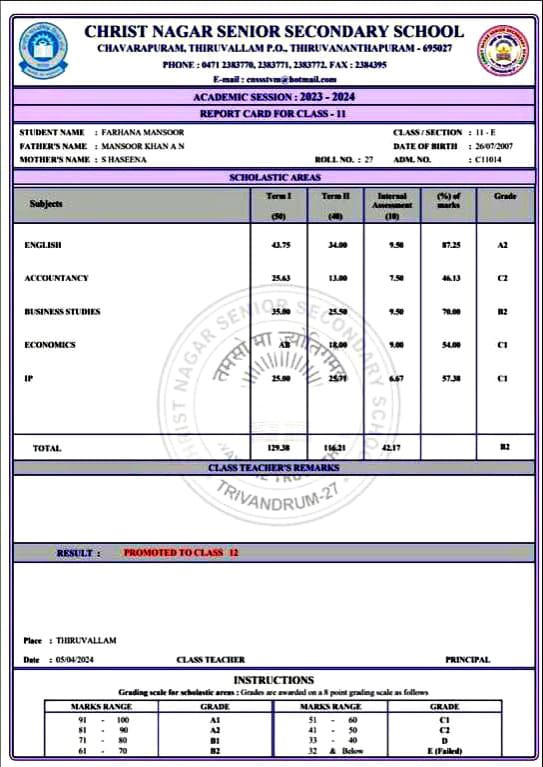 CHRIST NAGAR SENIOR SECONDARY SCHOOL
CHAVARAPURAM, THIRUVALLAM P.O., THIRUVANANTHAPURAM - 695027
PHONE : 0471 2383770, 2383771, 2383772, FAX : 2384395
E-mail : cnssstvm@hotmail.com
ACADEMIC SESSION : 2023 - 2024
REPORT CARD FOR CLASS - 11
STUDENT NAME : FARHANA MANSOOR CLASS / SECTION : 11 - E
FATHER'S NAME : MANSOOR KHAN A N DATE OF BIRTH : 26/07/2007
MOTHER'S NAME : S HASEENA ROLL NO. : 27 ADM. NO. : C11014
SCHOLASTIC AREAS
Subjects Term I (50) Term II (40) Internal Assessment (10) (%) of marks Grade
ENGLISH 43.75 34.00 9.50 87.25 A2
ACCOUNTANCY 25.63 13.00 7.50 46.13 C2
BUSINESS STUDIES 35.00 25.50 9.50 70.00 B2
ECONOMICS AB 18.00 9.00 54.00 C1
IP 25.00 25.71 6.67 57.38 C1
TOTAL 129.38 116.21 42.17 B2
CHRIST NAGAR SENIOR SECONDARY SCHOOL
तमसो मा ज्योतिर्गमय
TRIVANDRUM-27
CLASS TEACHER'S REMARKS
RESULT : PROMOTED TO CLASS 12
Place : THIRUVALLAM
Date : 05/04/2024 CLASS TEACHER PRINCIPAL
INSTRUCTIONS
Grading scale for scholastic areas : Grades are awarded on a 8 point grading scale as follows
MARKS RANGE GRADE MARKS RANGE GRADE
91 - 100 A1 51 - 60 C1
81 - 90 A2 41 - 50 C2
71 - 80 B1 33 - 40 D
61 - 70 B2 32 & Below E (Failed)